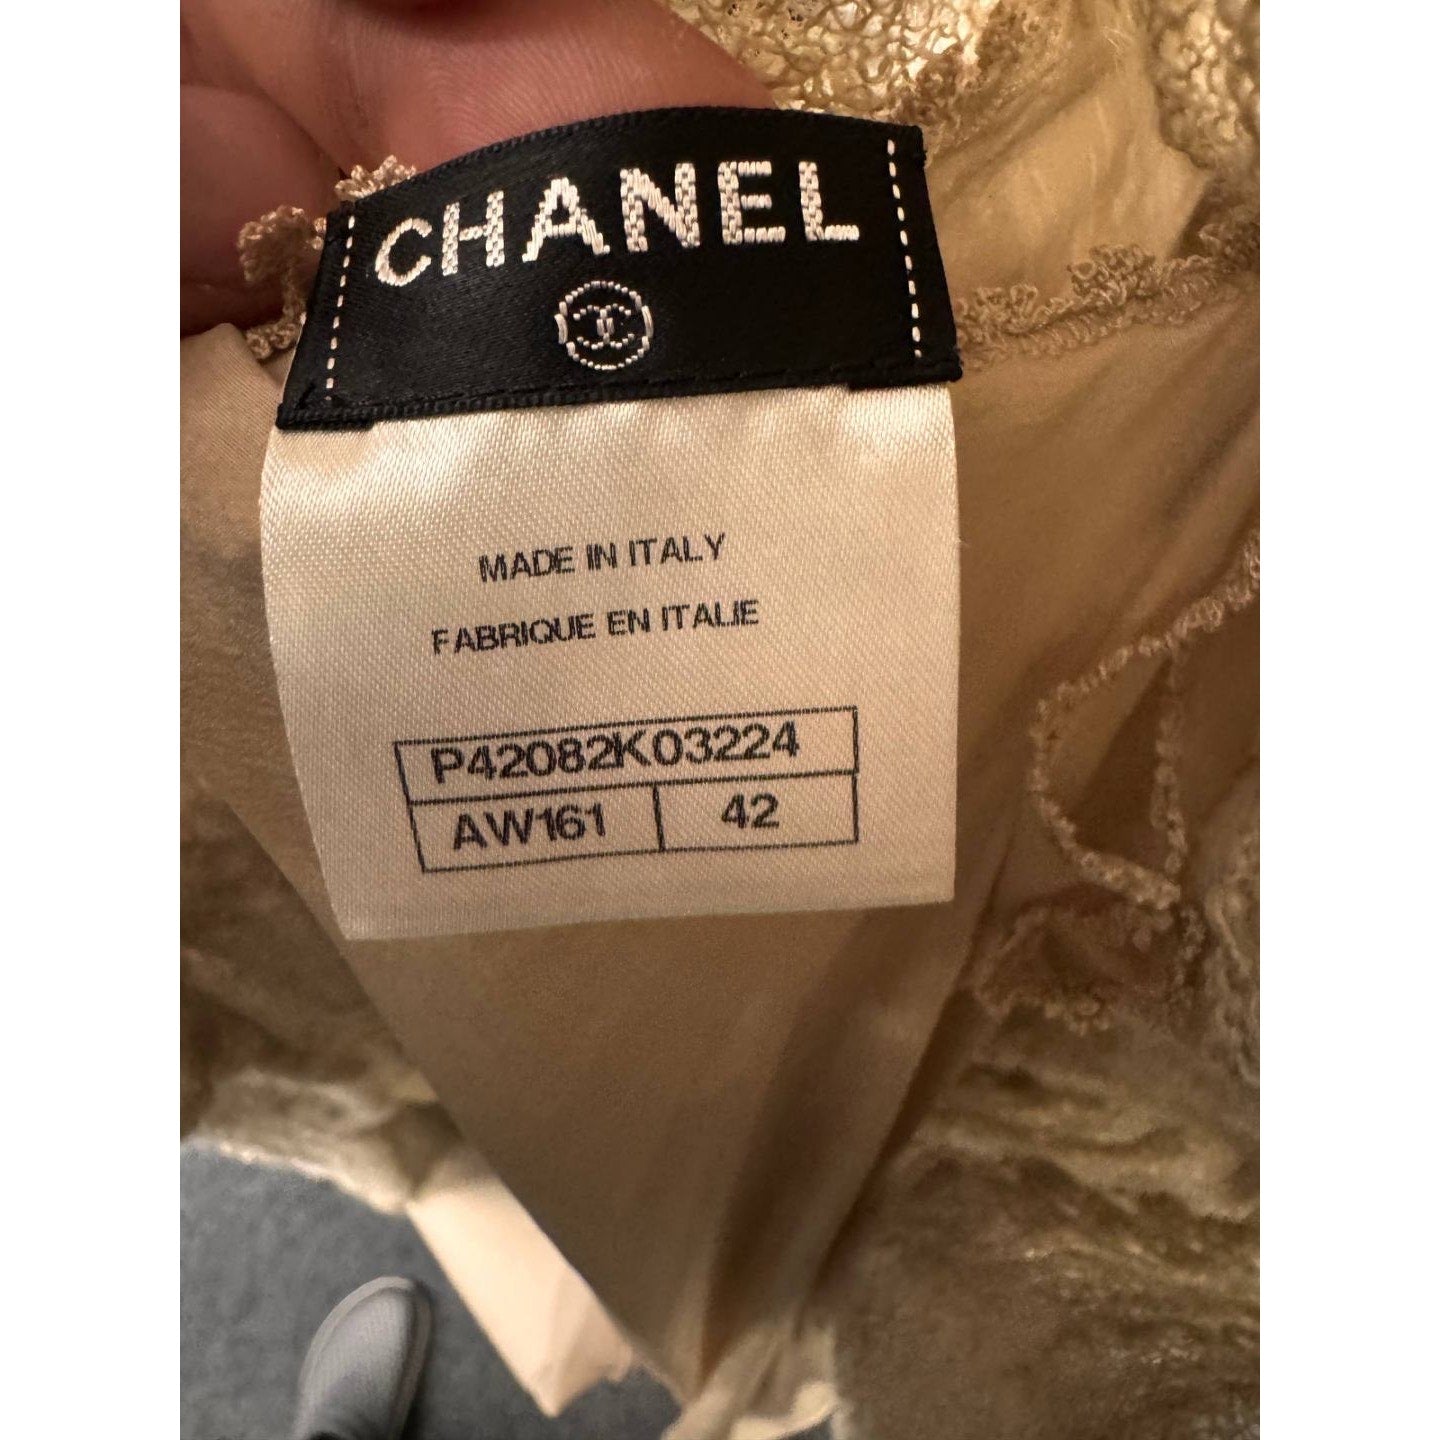 CHANEL
MADE IN ITALY
FABRIQUE EN ITALIE
P42082K03224
AW161 42